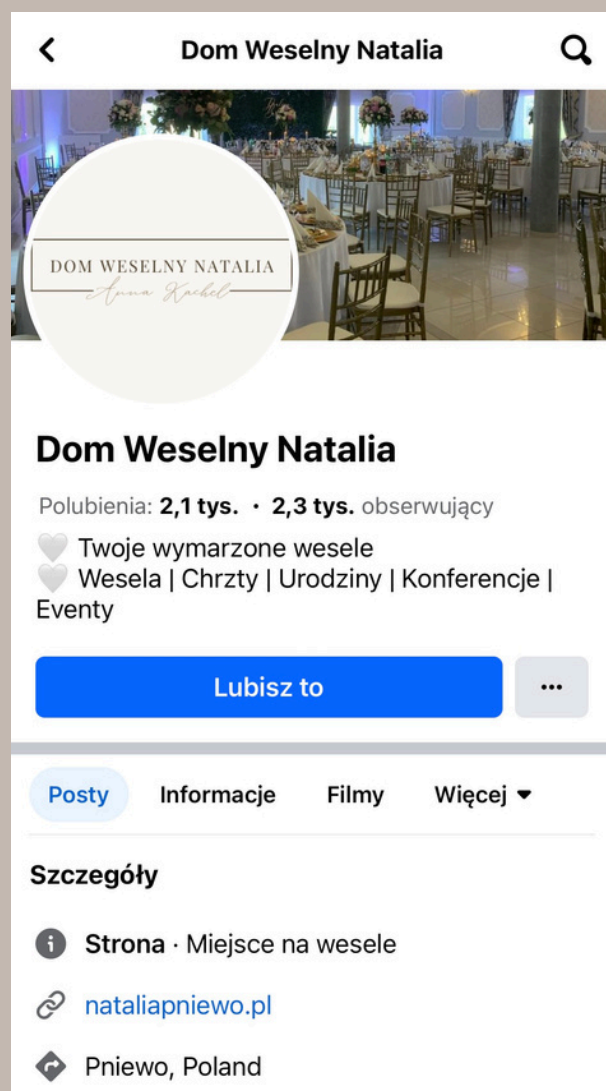 Dom Weselny Natalia
DOM WESELNY NATALIA
Anna Kachel
Dom Weselny Natalia
Polubienia: 2,1 tys. · 2,3 tys. obserwujący
🤍 Twoje wymarzone wesele
🤍 Wesela | Chrzty | Urodziny | Konferencje |
Eventy
Lubisz to
Posty Informacje Filmy Więcej
Szczegóły
Strona · Miejsce na wesele
nataliapniewo.pl
Pniewo, Poland